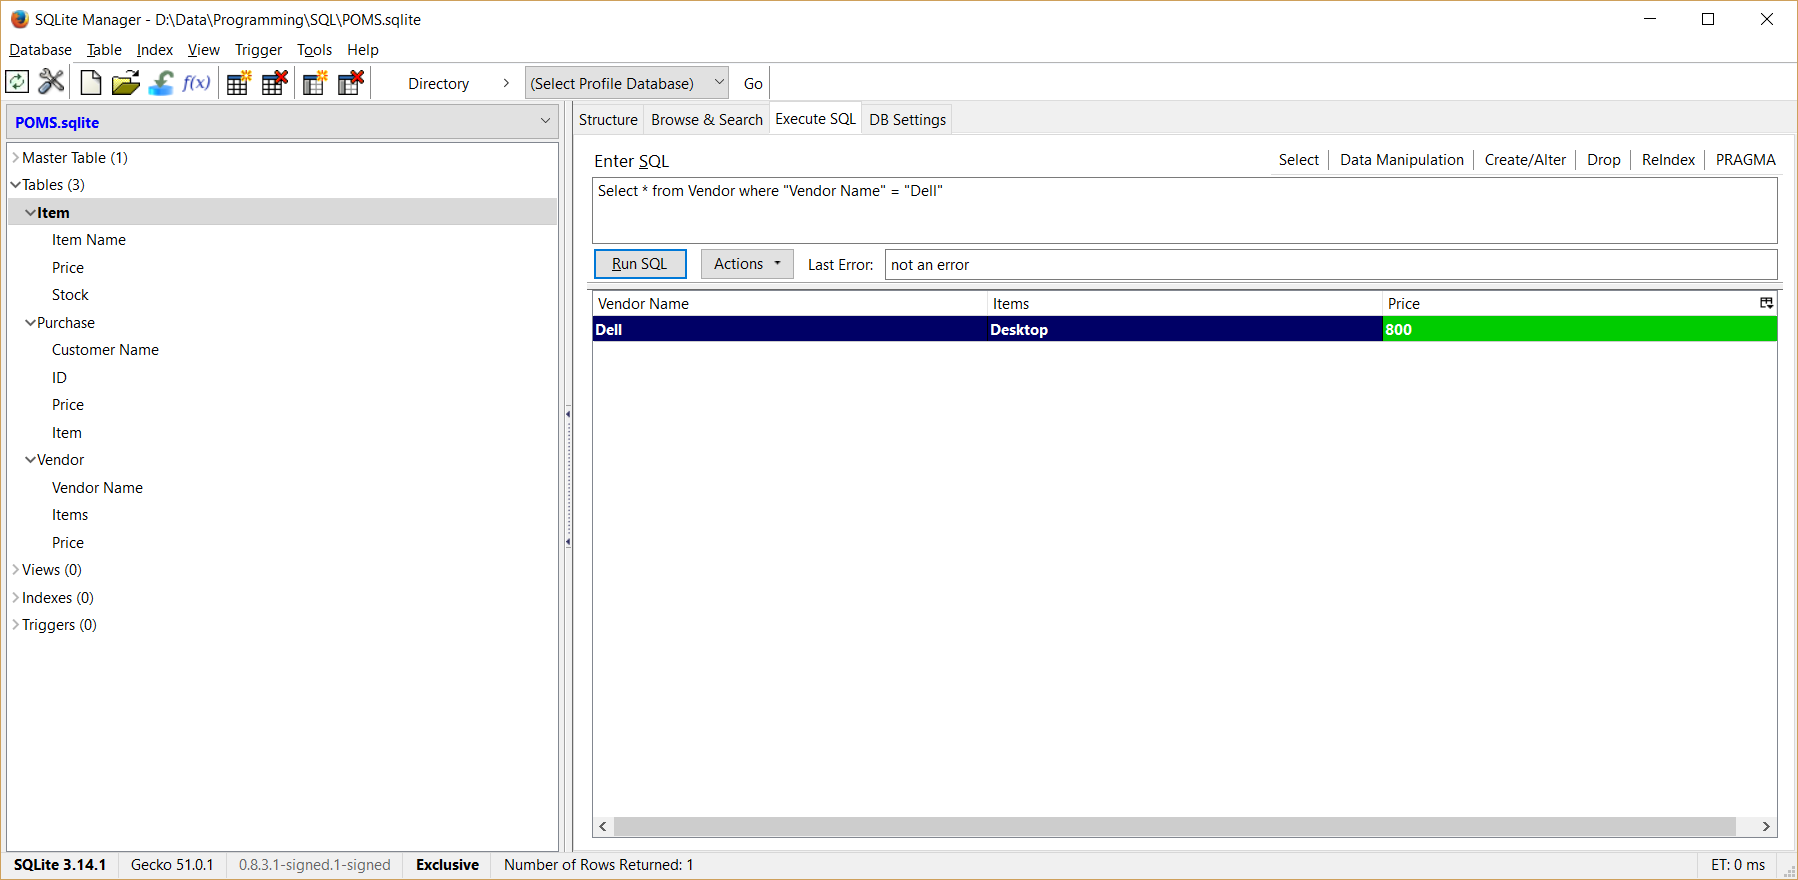 SQLite Manager - D:\Data\Programming\SQL\POMS.sqlite
Database Table Index View Trigger Tools Help
f(x) Directory > (Select Profile Database) Go
POMS.sqlite
Master Table (1)
Tables (3)
Item
Item Name
Price
Stock
Purchase
Customer Name
ID
Price
Item
Vendor
Vendor Name
Items
Price
Views (0)
Indexes (0)
Triggers (0)
Structure Browse & Search Execute SQL DB Settings
Enter SQL Select Data Manipulation Create/Alter Drop ReIndex PRAGMA
Select * from Vendor where "Vendor Name" = "Dell"
Run SQL Actions Last Error: not an error
Vendor Name Items Price
Dell Desktop 800
SQLite 3.14.1 Gecko 51.0.1 0.8.3.1-signed.1-signed Exclusive Number of Rows Returned: 1 ET: 0 ms